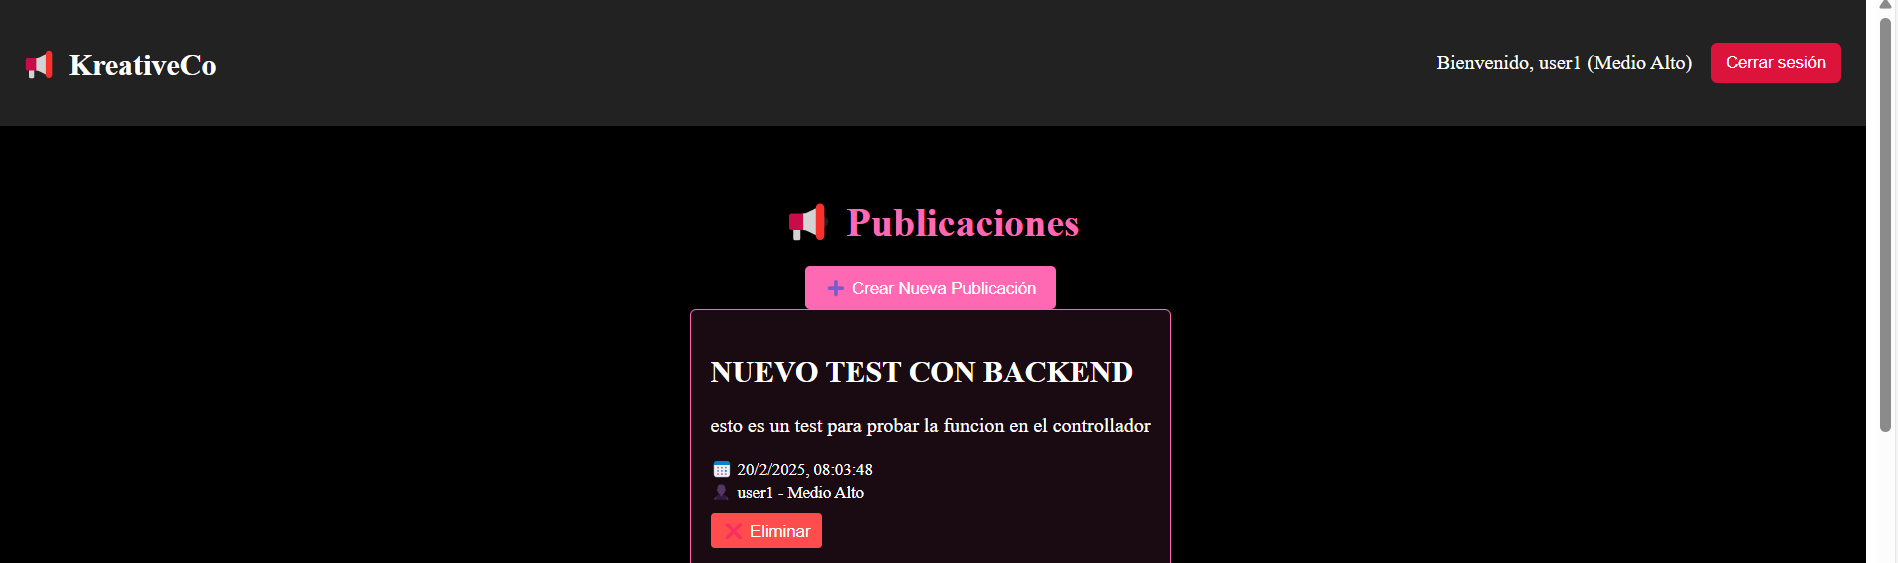 KreativeCo
Bienvenido, user1 (Medio Alto)
Cerrar sesión
Publicaciones
Crear Nueva Publicación
NUEVO TEST CON BACKEND
esto es un test para probar la funcion en el controllador
20/2/2025, 08:03:48
user1 - Medio Alto
Eliminar